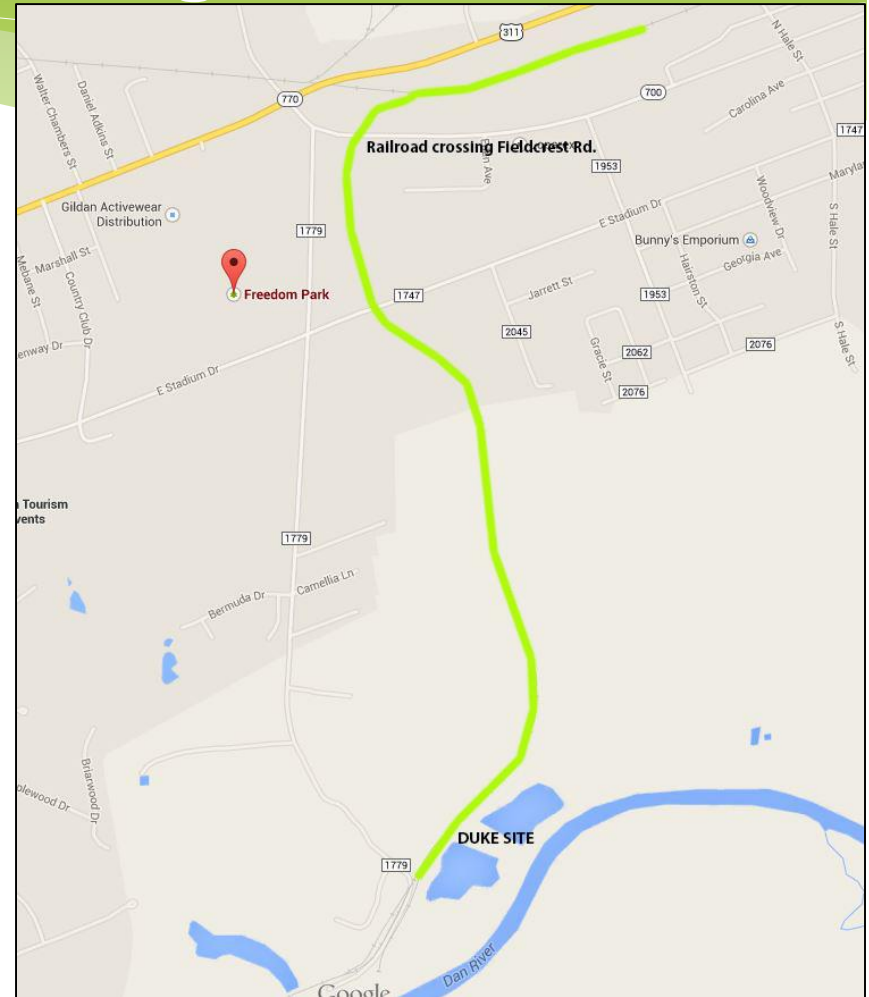 311
N Hale St
Walter Chambers St
Daniel Adkins St
770
700
Carolina Ave
1747
Railroad crossing Fieldcrest Rd.
1953
Maryla
Gildan Activewear
Distribution
1779
E Stadium Dr
Woodview Dr
S Hale St
Bunny's Emporium
Georgia Ave
Marshall St
Mebane St
Country Club Dr
Freedom Park
1747
Jarrett St
1953
Hairston St
2045
Gracie St
2062
2076
S Hale St
enway Dr
E Stadium Dr
2076
Tourism
vents
1779
Camellia Ln
Bermuda Dr
Briarwood Dr
plewood Dr
DUKE SITE
1779
Dan River
Google